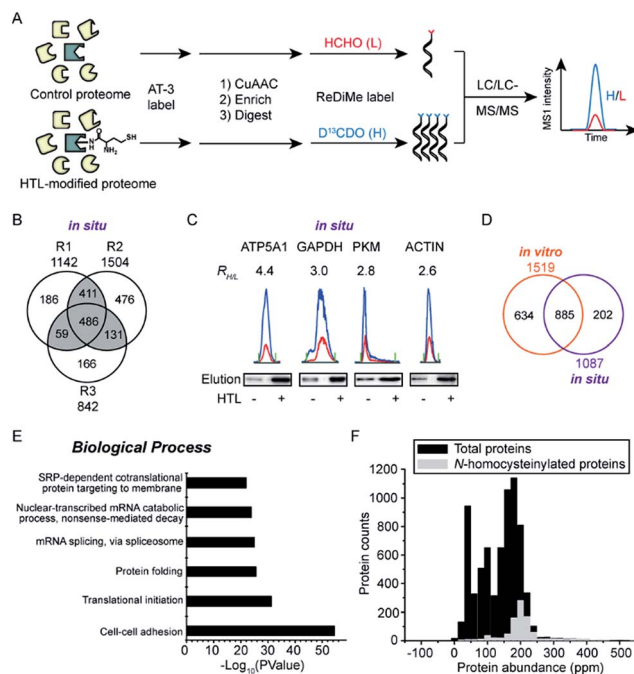 A
Control proteome
HTL-modified proteome
O
N
H
NH2
SH
AT-3
label
1) CuAAC
2) Enrich
3) Digest
HCHO (L)
ReDiMe label
D13CDO (H)
LC/LC-
MS/MS
MS1 intensity
H/L
Time
B
in situ
R1
1142
R2
1504
186
411
476
486
59
131
166
R3
842
C
in situ
ATP5A1 GAPDH PKM ACTIN
RH/L 4.4 3.0 2.8 2.6
Elution
HTL - + - + - + - +
D
in vitro
1519
634 885 202
1087
in situ
E
Biological Process
SRP-dependent cotranslational
protein targeting to membrane
Nuclear-transcribed mRNA catabolic
process, nonsense-mediated decay
mRNA splicing, via spliceosome
Protein folding
Translational initiation
Cell-cell adhesion
0 10 20 30 40 50
-Log10(PValue)
F
Total proteins
N-homocysteinylated proteins
Protein counts
1200
1000
800
600
400
200
0
-100 0 100 200 300 400 500
Protein abundance (ppm)